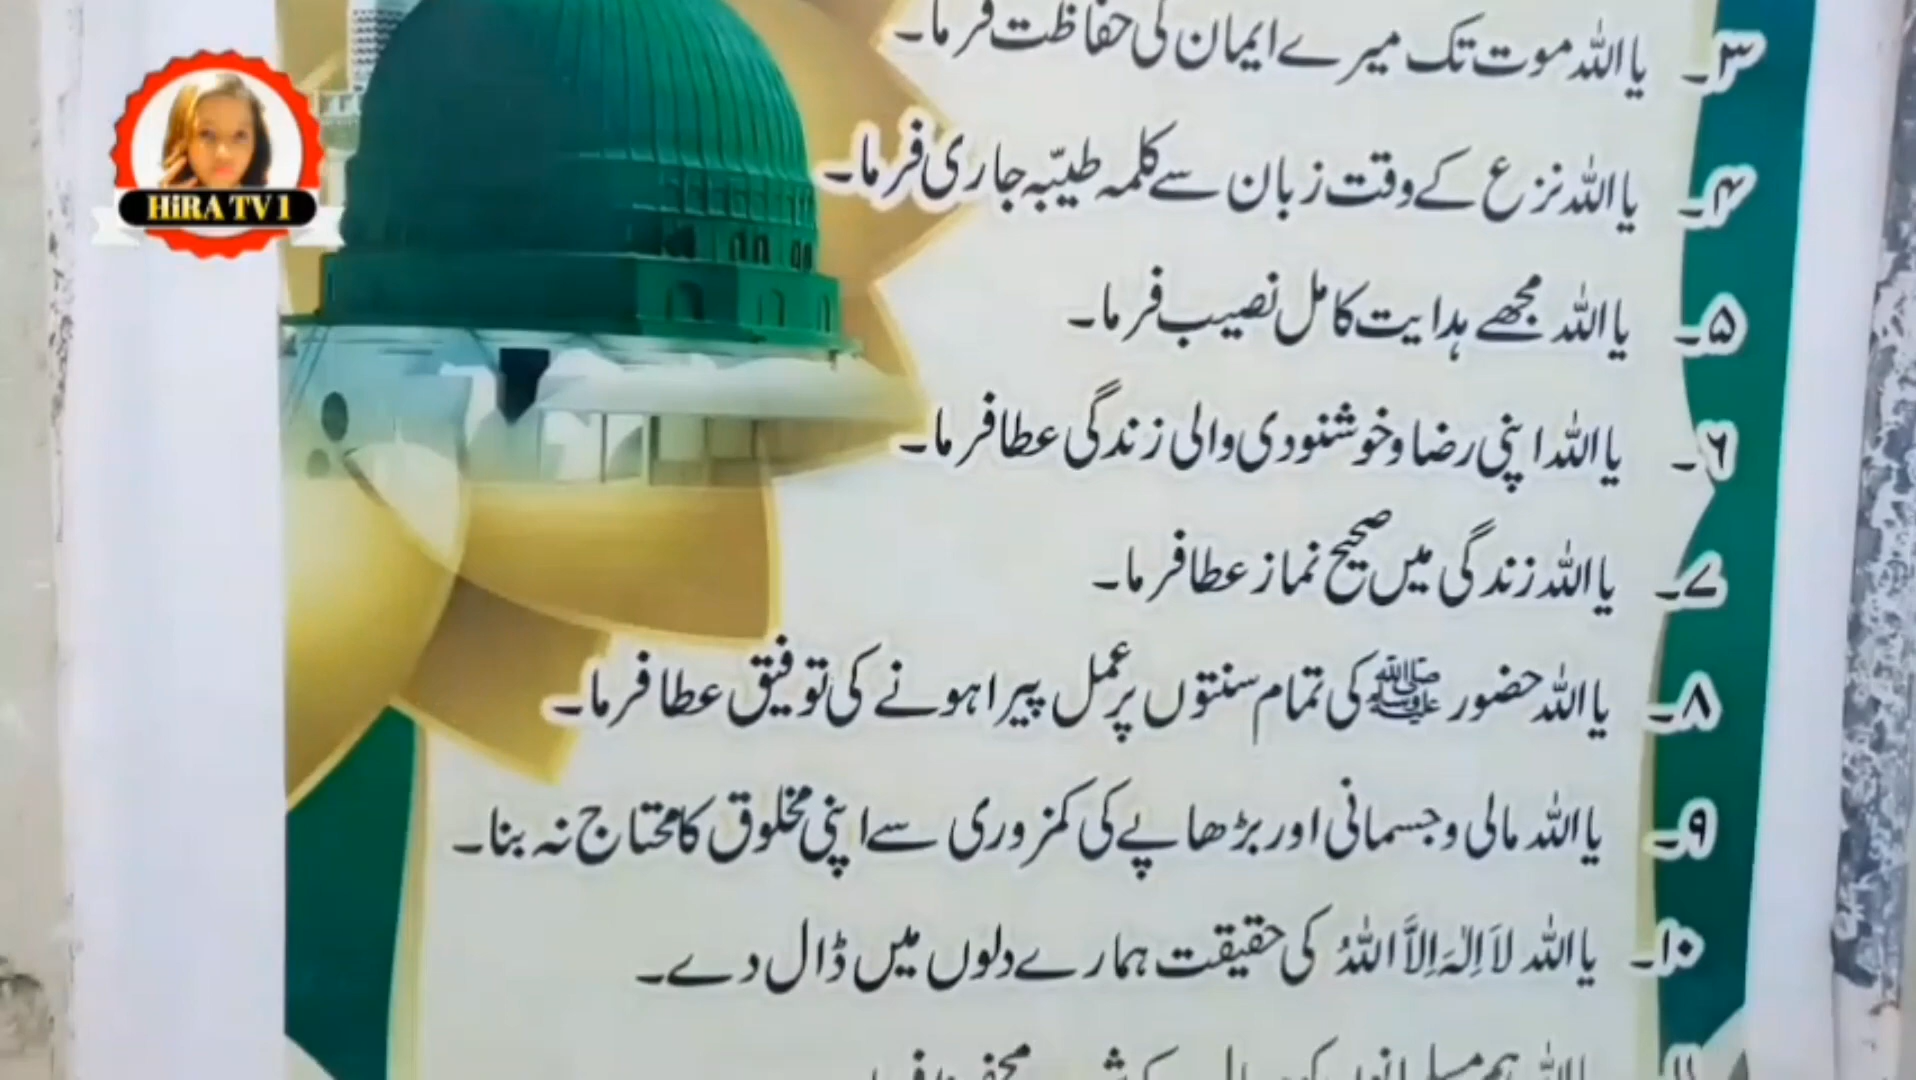 HiRA TV 1
۳۔ یا اللہ موت تک میرے ایمان کی حفاظت فرما۔
۴۔ یا اللہ نزع کے وقت زبان سے کلمہ طیبّہ جاری فرما۔
۵۔ یا اللہ مجھے ہدایت کامل نصیب فرما۔
۶۔ یا اللہ اپنی رضا و خوشنودی والی زندگی عطا فرما۔
۷۔ یا اللہ زندگی میں صحیح نماز عطا فرما۔
۸۔ یا اللہ حضور ﷺ کی تمام سنتوں پر عمل پیرا ہونے کی توفیق عطا فرما۔
۹۔ یا اللہ مالی و جسمانی اور بڑھاپے کی کمزوری سے اپنی مخلوق کا محتاج نہ بنا۔
۱۰۔ یا اللہ لَا اِلٰہَ اِلَّا اللہُ کی حقیقت ہمارے دلوں میں ڈال دے۔